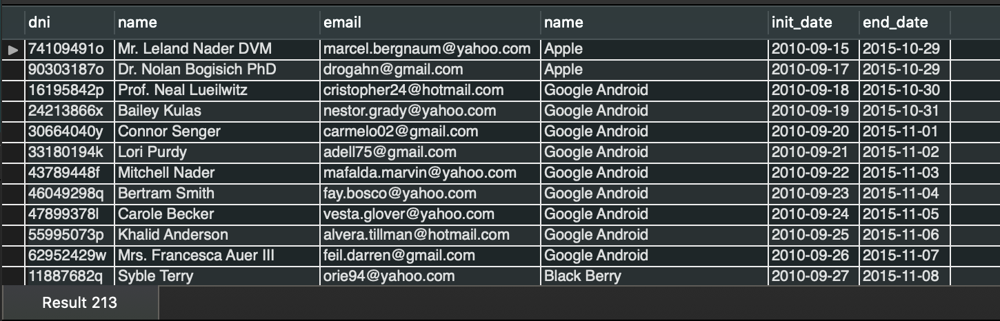 dni name email name init_date end_date
74109491o Mr. Leland Nader DVM marcel.bergnaum@yahoo.com Apple 2010-09-15 2015-10-29
90303187o Dr. Nolan Bogisich PhD drogahn@gmail.com Apple 2010-09-17 2015-10-29
16195842p Prof. Neal Lueilwitz cristopher24@hotmail.com Google Android 2010-09-18 2015-10-30
24213866x Bailey Kulas nestor.grady@yahoo.com Google Android 2010-09-19 2015-10-31
30664040y Connor Senger carmelo02@gmail.com Google Android 2010-09-20 2015-11-01
33180194k Lori Purdy adell75@gmail.com Google Android 2010-09-21 2015-11-02
43789448f Mitchell Nader mafalda.marvin@yahoo.com Google Android 2010-09-22 2015-11-03
46049298q Bertram Smith fay.bosco@yahoo.com Google Android 2010-09-23 2015-11-04
47899378l Carole Becker vesta.glover@yahoo.com Google Android 2010-09-24 2015-11-05
55995073p Khalid Anderson alvera.tillman@hotmail.com Google Android 2010-09-25 2015-11-06
62952429w Mrs. Francesca Auer III feil.darren@gmail.com Google Android 2010-09-26 2015-11-07
11887682q Syble Terry orie94@yahoo.com Black Berry 2010-09-27 2015-11-08
Result 213